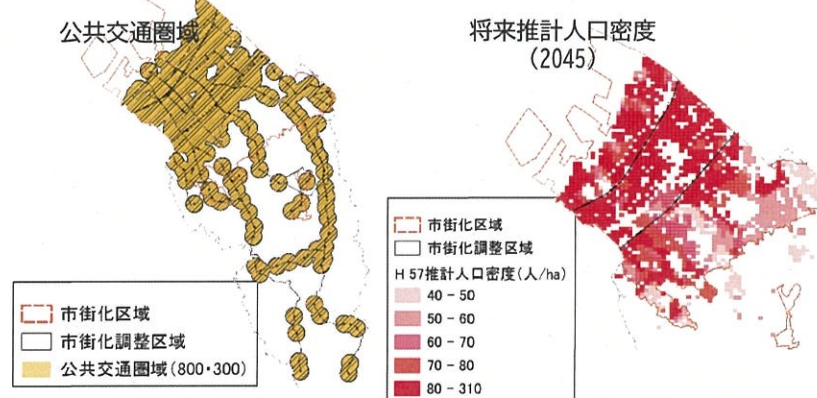 公共交通圏域
市街化区域
市街化調整区域
公共交通圏域(800・300)
将来推計人口密度
(2045)
市街化区域
市街化調整区域
H 57推計人口密度(人/ha)
40 - 50
50 - 60
60 - 70
70 - 80
80 - 310